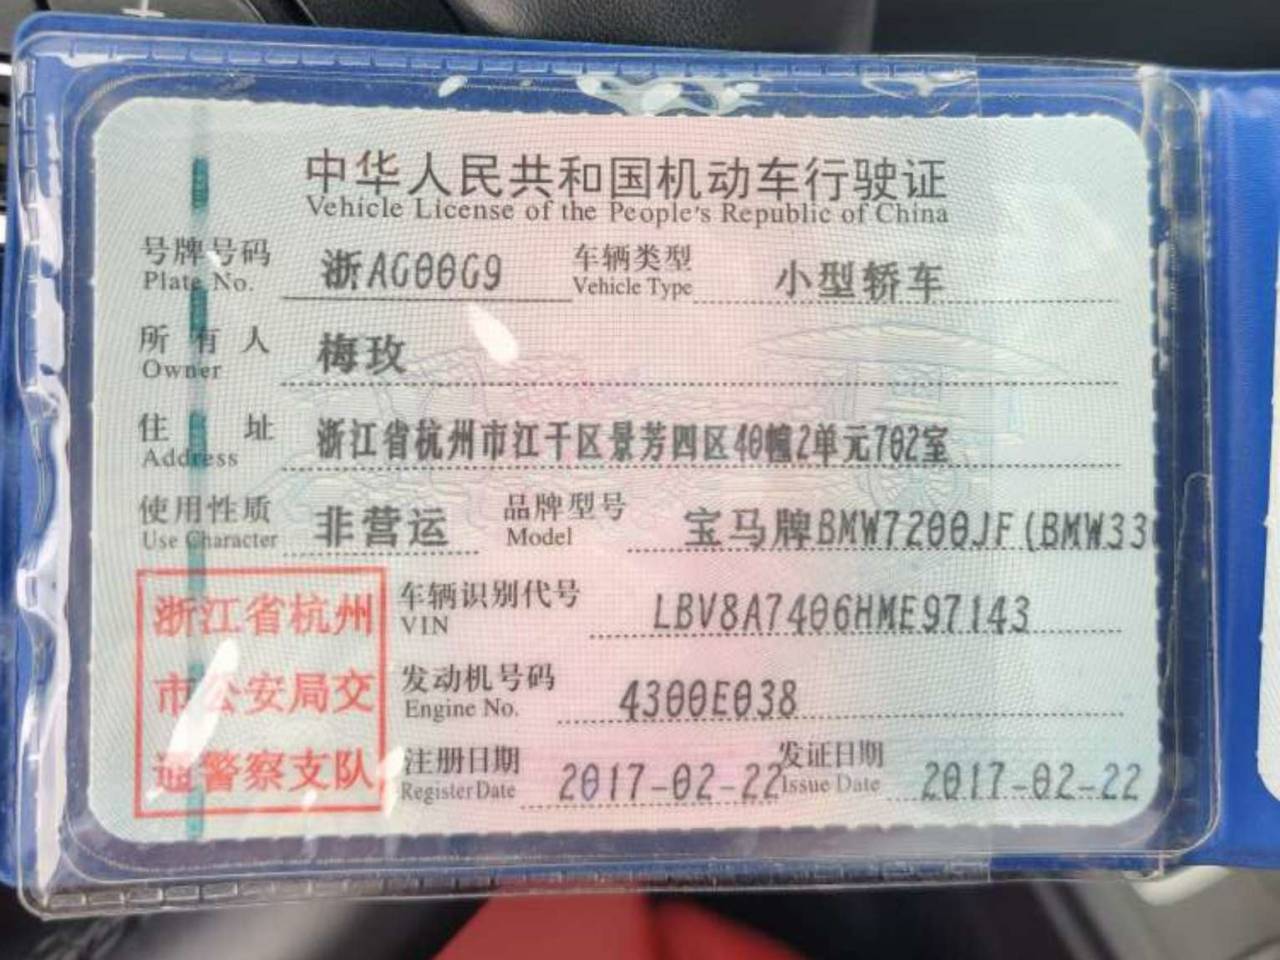 中华人民共和国机动车行驶证
Vehicle License of the People's Republic of China
号牌号码 浙AG00G9 车辆类型 小型轿车
Plate No. Vehicle Type
所有人 梅玫
Owner
住址 浙江省杭州市江干区景芳四区40幢2单元702室
Address
使用性质 非营运 品牌型号 宝马牌BMW7200JF(BMW33
Use Character Model
浙江省杭州
市公安局交
通警察支队
车辆识别代号 LBV8A7406HME97143
VIN
发动机号码 4300E038
Engine No.
注册日期 2017-02-22 发证日期 2017-02-22
Register Date Issue Date